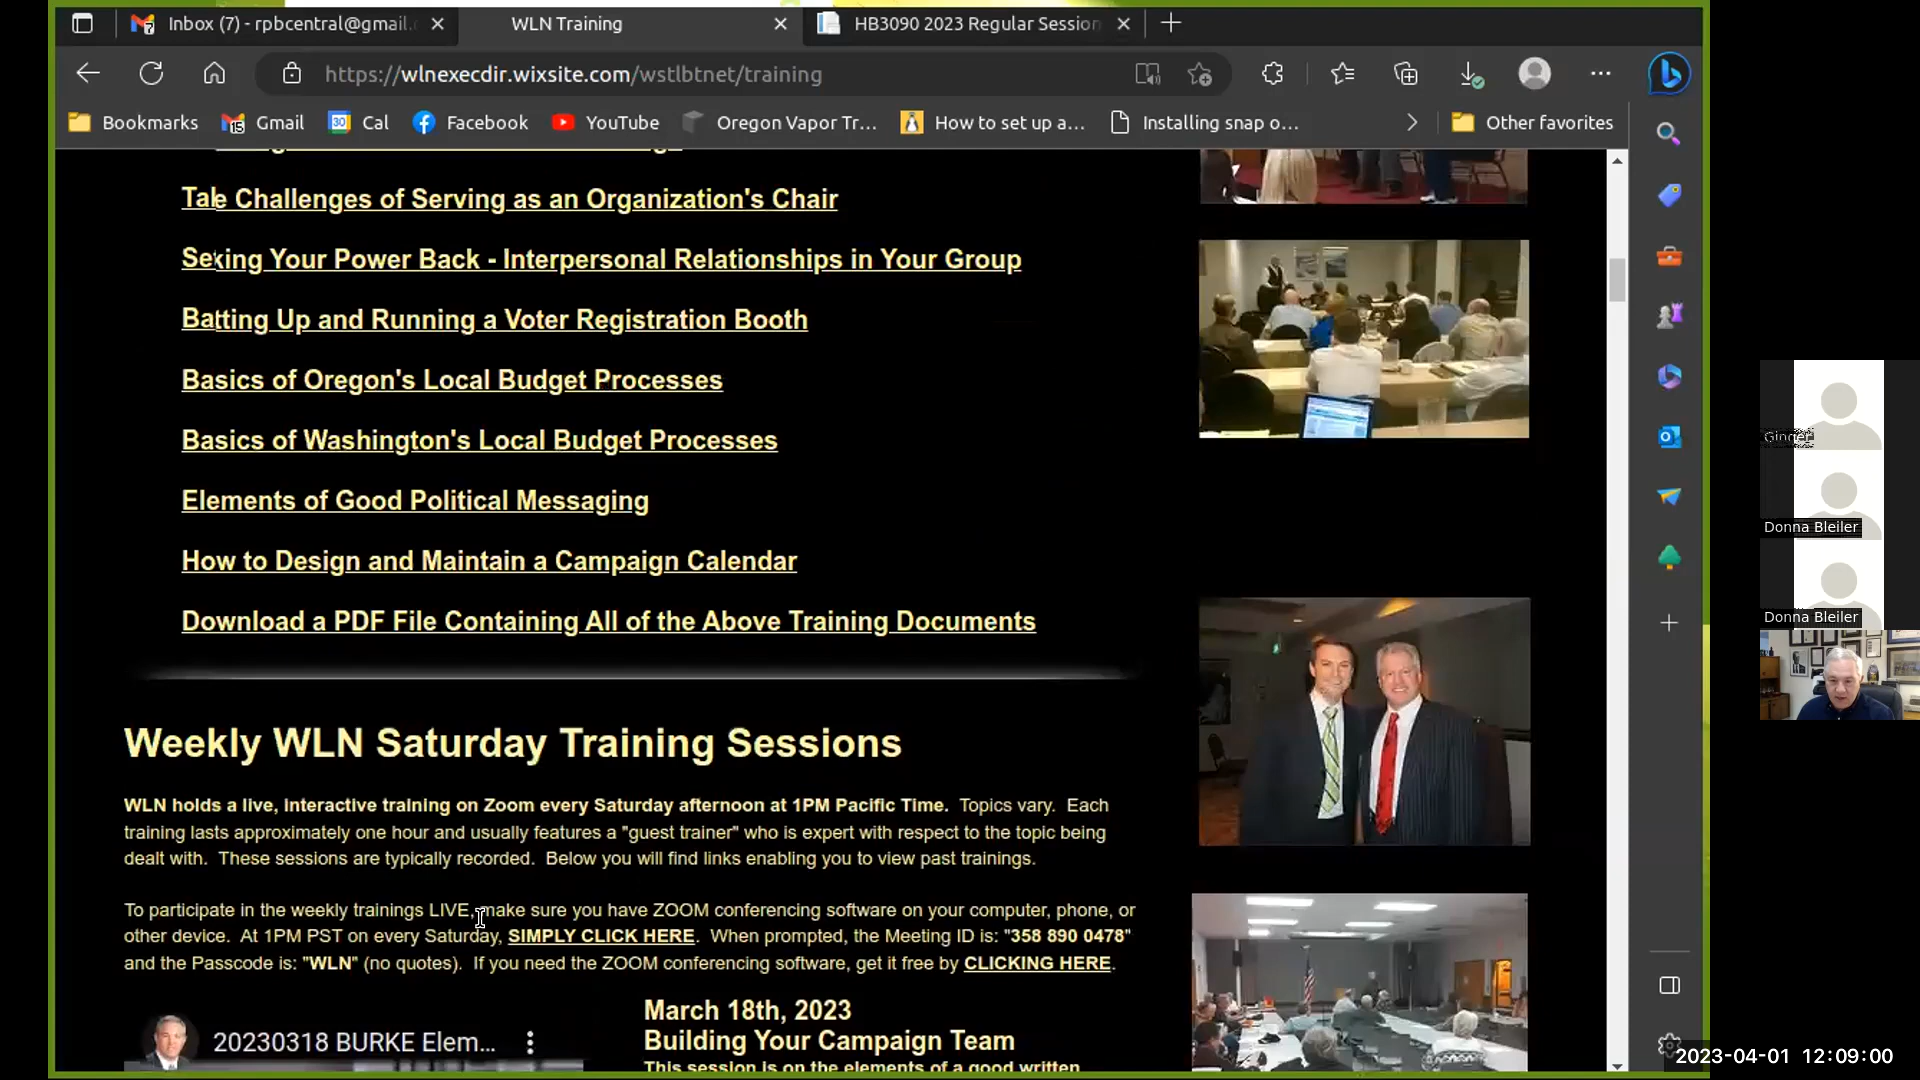 Inbox (7) - rpbcentral@gmail.
WLN Training
HB3090 2023 Regular Session
https://wlnexecdir.wixsite.com/wstlbtnet/training
Bookmarks
Gmail
Cal
Facebook
YouTube
Oregon Vapor Tr...
How to set up a...
Installing snap o...
Other favorites
Tale Challenges of Serving as an Organization's Chair
Seking Your Power Back - Interpersonal Relationships in Your Group
Batting Up and Running a Voter Registration Booth
Basics of Oregon's Local Budget Processes
Basics of Washington's Local Budget Processes
Elements of Good Political Messaging
How to Design and Maintain a Campaign Calendar
Download a PDF File Containing All of the Above Training Documents
Weekly WLN Saturday Training Sessions
WLN holds a live, interactive training on Zoom every Saturday afternoon at 1PM Pacific Time. Topics vary. Each
training lasts approximately one hour and usually features a "guest trainer" who is expert with respect to the topic being
dealt with. These sessions are typically recorded. Below you will find links enabling you to view past trainings.
To participate in the weekly trainings LIVE, make sure you have ZOOM conferencing software on your computer, phone, or
other device. At 1PM PST on every Saturday, SIMPLY CLICK HERE. When prompted, the Meeting ID is: "358 890 0478"
and the Passcode is: "WLN" (no quotes). If you need the ZOOM conferencing software, get it free by CLICKING HERE.
20230318 BURKE Elem...
March 18th, 2023
Building Your Campaign Team
This session is on the elements of a good written
Ginger
Donna Bleiler
Donna Bleiler
2023-04-01 12:09:00